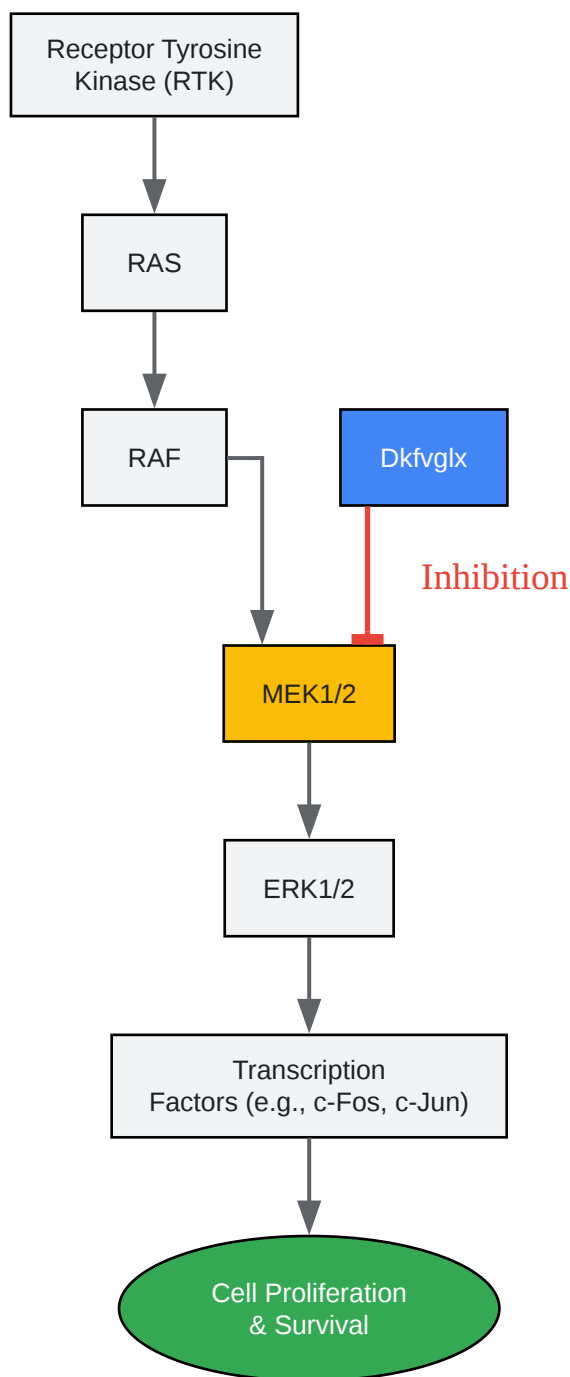 Receptor Tyrosine
Kinase (RTK)
RAS
RAF
Dkfvglx
Inhibition
MEK1/2
ERK1/2
Transcription
Factors (e.g., c-Fos, c-Jun)
Cell Proliferation
& Survival